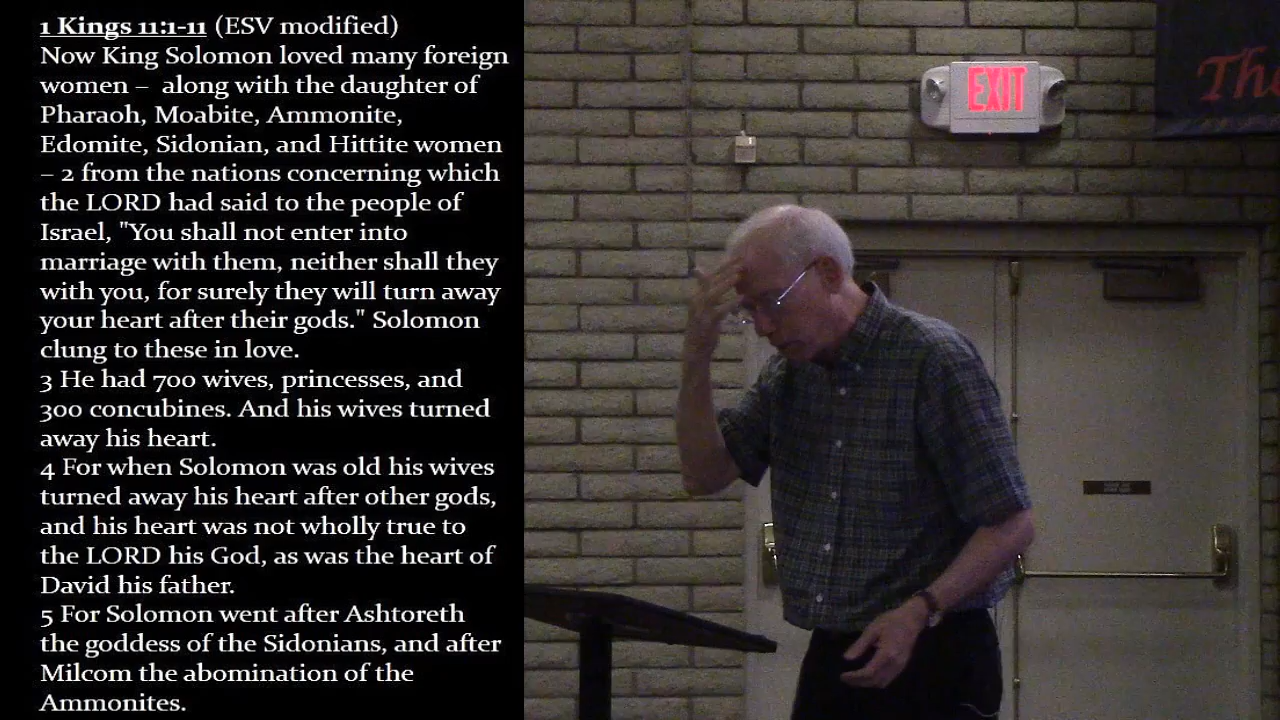 1 Kings 11:1-11 (ESV modified)
Now King Solomon loved many foreign
women – along with the daughter of
Pharaoh, Moabite, Ammonite,
Edomite, Sidonian, and Hittite women
– 2 from the nations concerning which
the LORD had said to the people of
Israel, "You shall not enter into
marriage with them, neither shall they
with you, for surely they will turn away
your heart after their gods." Solomon
clung to these in love.
3 He had 700 wives, princesses, and
300 concubines. And his wives turned
away his heart.
4 For when Solomon was old his wives
turned away his heart after other gods,
and his heart was not wholly true to
the LORD his God, as was the heart of
David his father.
5 For Solomon went after Ashtoreth
the goddess of the Sidonians, and after
Milcom the abomination of the
Ammonites.
EXIT